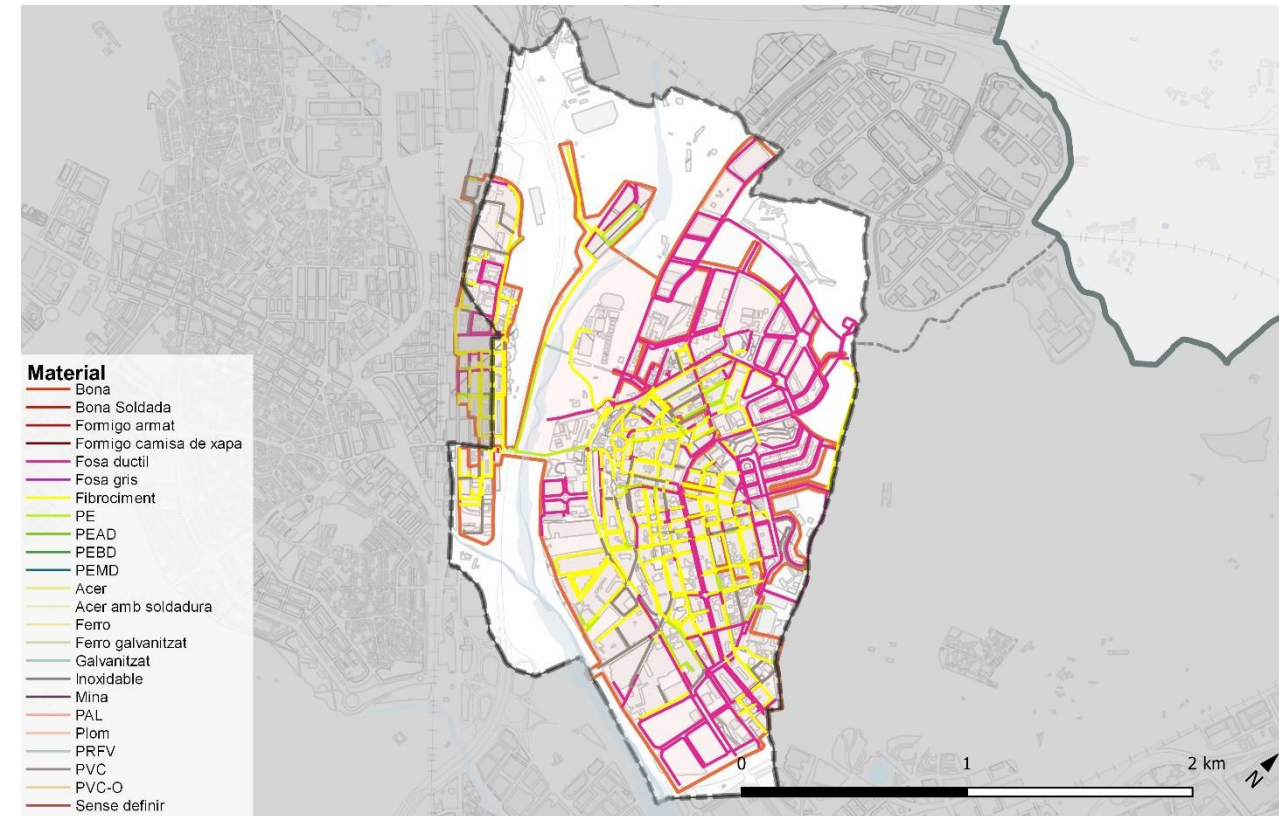 Material
Bona
Bona Soldada
Formigo armat
Formigo camisa de xapa
Fosa ductil
Fosa gris
Fibrociment
PE
PEAD
PEBD
PEMD
Acer
Acer amb soldadura
Ferro
Ferro galvanitzat
Galvanitzat
Inoxidable
Mina
PAL
Plom
PRFV
PVC
PVC-O
Sense definir
0 1 2 km
N